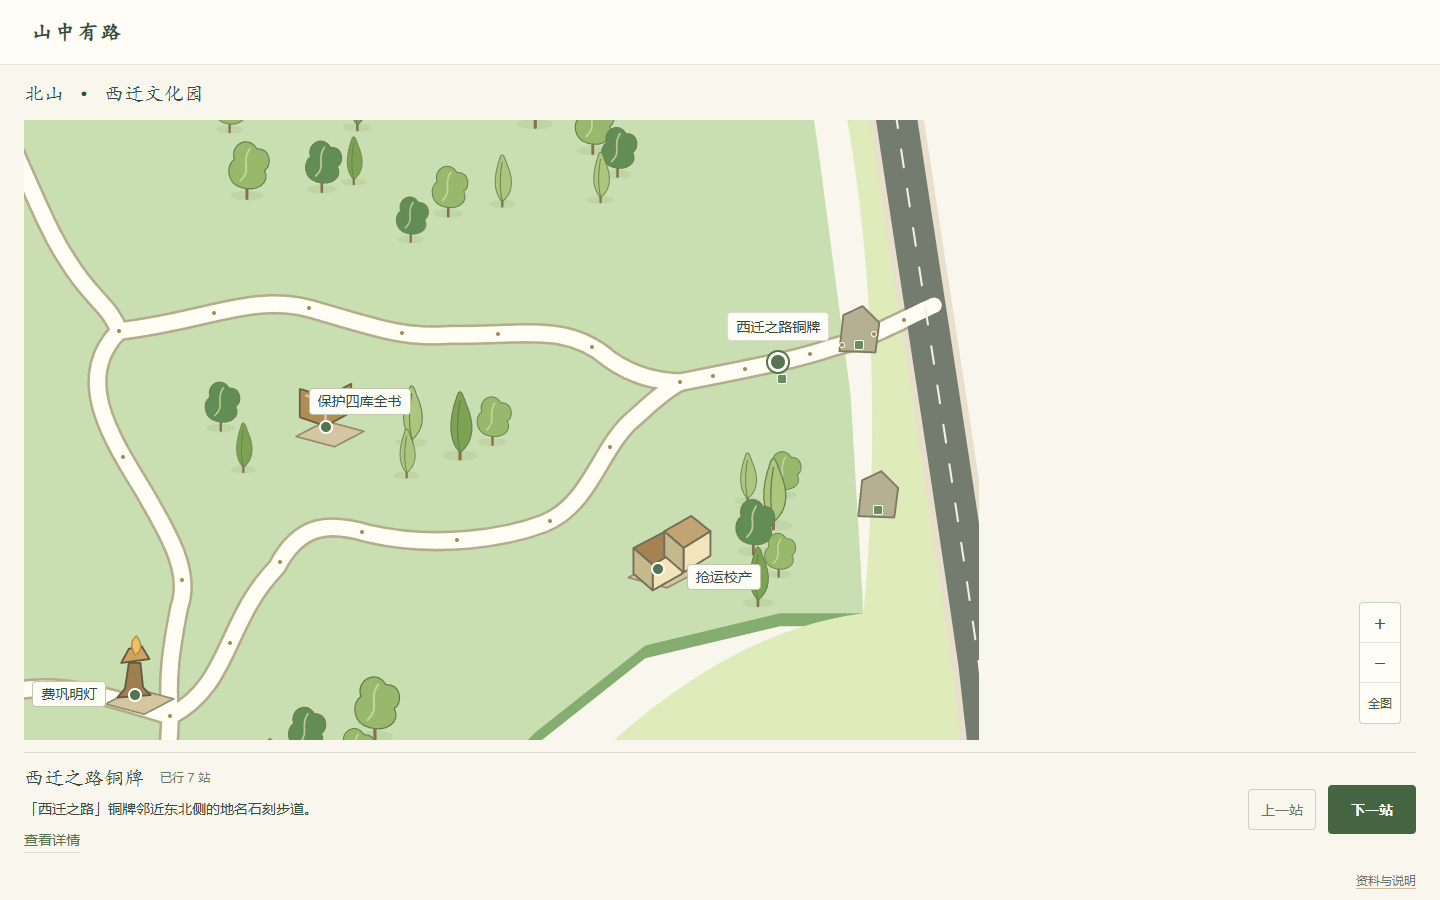 山中有路
北山 • 西迁文化园
西迁之路铜牌
保护四库全书
抢运校产
费巩明灯
+
−
全图
西迁之路铜牌 已行 7 站
「西迁之路」铜牌邻近东北侧的地名石刻步道。
查看详情
上一站
下一站
资料与说明